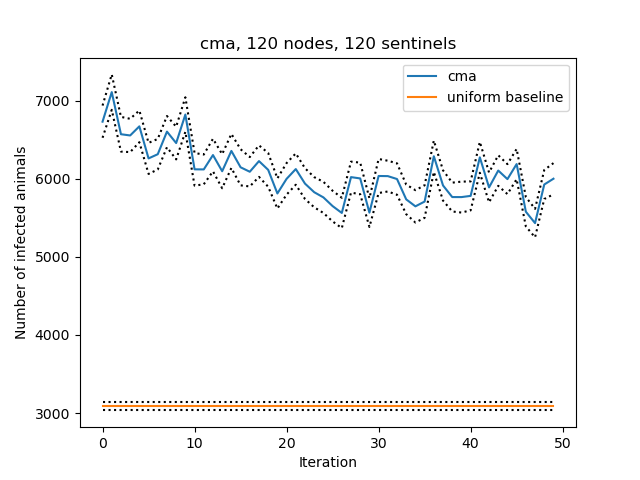 cma, 120 nodes, 120 sentinels
cma
uniform baseline
Number of infected animals
7000
6000
5000
4000
3000
0 10 20 30 40 50
Iteration